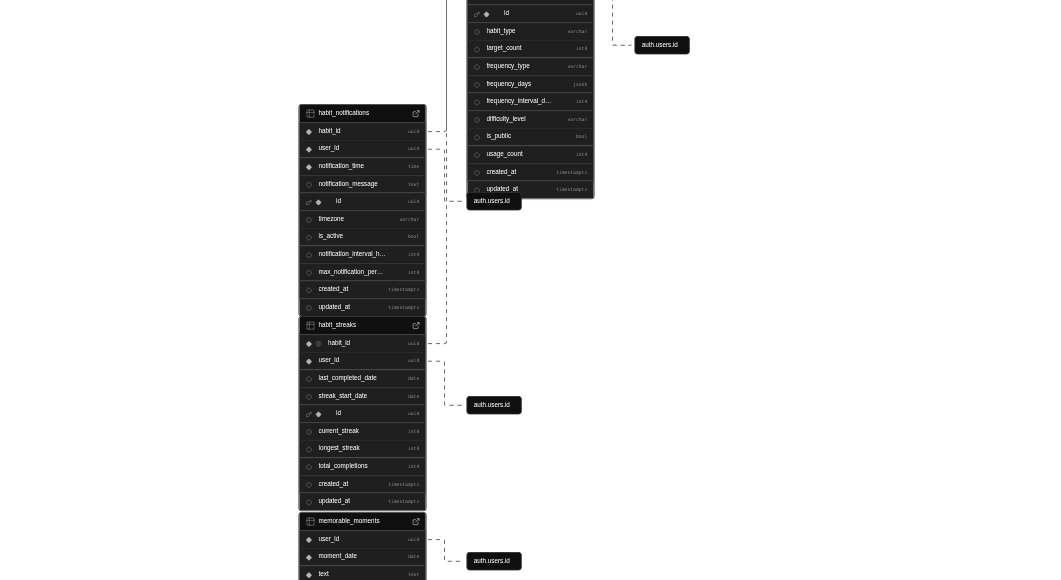 id uuid
habit_type varchar
target_count int4
frequency_type varchar
frequency_days jsonb
frequency_interval_d... int4
difficulty_level varchar
is_public bool
usage_count int4
created_at timestamptz
updated_at timestamptz
auth.users.id
habit_notifications
habit_id uuid
user_id uuid
notification_time time
notification_message text
id uuid
timezone varchar
is_active bool
notification_interval_h... int4
max_notification_per... int4
created_at timestamptz
updated_at timestamptz
auth.users.id
habit_streaks
habit_id uuid
user_id uuid
last_completed_date date
streak_start_date date
id uuid
current_streak int4
longest_streak int4
total_completions int4
created_at timestamptz
updated_at timestamptz
auth.users.id
memorable_moments
user_id uuid
moment_date date
text text
auth.users.id